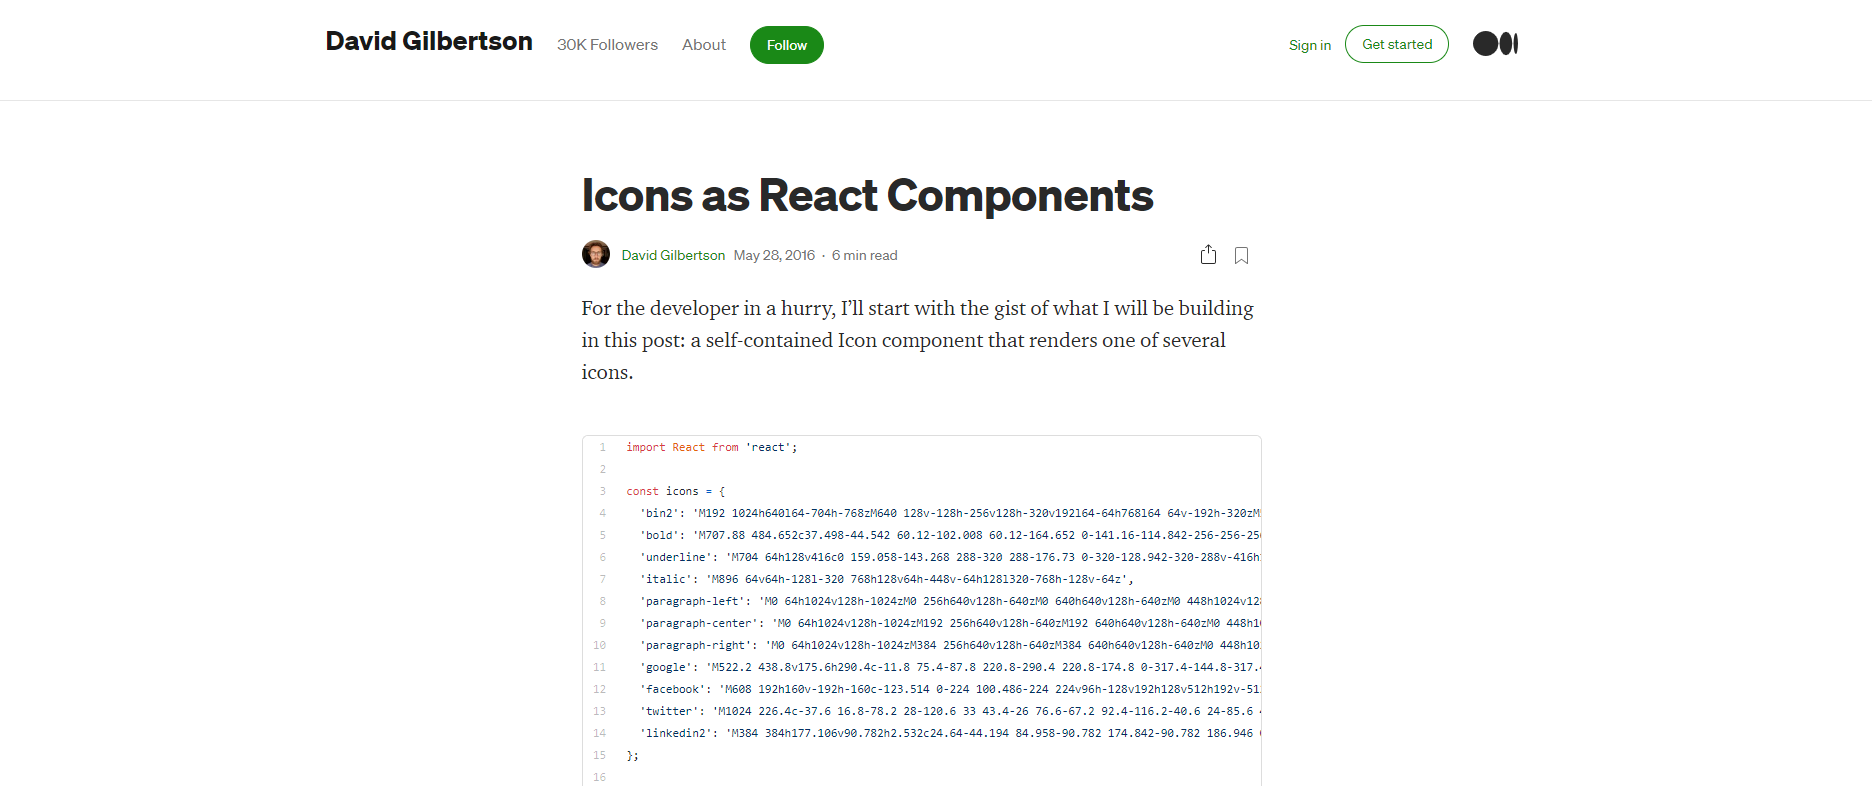 David Gilbertson 30K Followers About Follow Sign in Get started
Icons as React Components
David Gilbertson May 28, 2016 · 6 min read
For the developer in a hurry, I’ll start with the gist of what I will be building
in this post: a self-contained Icon component that renders one of several
icons.
1 import React from 'react';
2
3 const icons = {
4 'bin2': 'M192 1024h640l64-704h-768zM640 128v-128h-256v128h-320v192l64-64h768l64 64v-192h-320zM
5 'bold': 'M707.88 484.652c37.498-44.542 60.12-102.008 60.12-164.652 0-141.16-114.842-256-256-25
6 'underline': 'M704 64h128v416c0 159.058-143.268 288-320 288-176.73 0-320-128.942-320-288v-416h
7 'italic': 'M896 64v64h-128l-320 768h128v64h-448v-64h128l320-768h-128v-64z',
8 'paragraph-left': 'M0 64h1024v128h-1024zM0 256h640v128h-640zM0 640h640v128h-640zM0 448h1024v12
9 'paragraph-center': 'M0 64h1024v128h-1024zM192 256h640v128h-640zM192 640h640v128h-640zM0 448h1
10 'paragraph-right': 'M0 64h1024v128h-1024zM384 256h640v128h-640zM384 640h640v128h-640zM0 448h10
11 'google': 'M522.2 438.8v175.6h290.4c-11.8 75.4-87.8 220.8-290.4 220.8-174.8 0-317.4-144.8-317.
12 'facebook': 'M608 192h160v-192h-160c-123.514 0-224 100.486-224 224v96h-128v192h128v512h192v-51
13 'twitter': 'M1024 226.4c-37.6 16.8-78.2 28-120.6 33 43.4-26 76.6-67.2 92.4-116.2-40.6 24-85.6
14 'linkedin2': 'M384 384h177.106v90.782h2.532c24.64-44.194 84.958-90.782 174.842-90.782 186.946
15 };
16